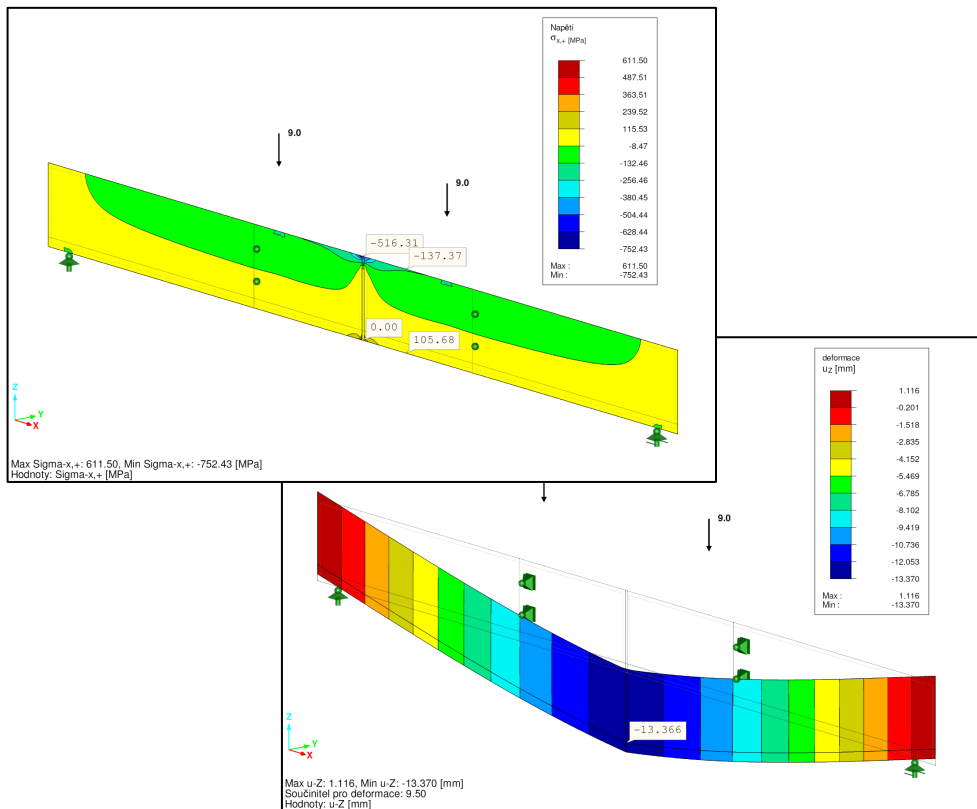 Napětí
σx,+ [MPa]
611.50
487.51
363.51
239.52
115.53
-8.47
-132.46
-256.46
-380.45
-504.44
-628.44
-752.43
Max : 611.50
Min : -752.43
9.0
9.0
-516.31
-137.37
0.00
105.68
Z
Y
X
Max Sigma-x,+: 611.50, Min Sigma-x,+: -752.43 [MPa]
Hodnoty: Sigma-x,+ [MPa]
deformace
uZ [mm]
1.116
-0.201
-1.518
-2.835
-4.152
-5.469
-6.785
-8.102
-9.419
-10.736
-12.053
-13.370
Max : 1.116
Min : -13.370
9.0
-13.366
Z
Y
X
Max u-Z: 1.116, Min u-Z: -13.370 [mm]
Součinitel pro deformace: 9.50
Hodnoty: u-Z [mm]